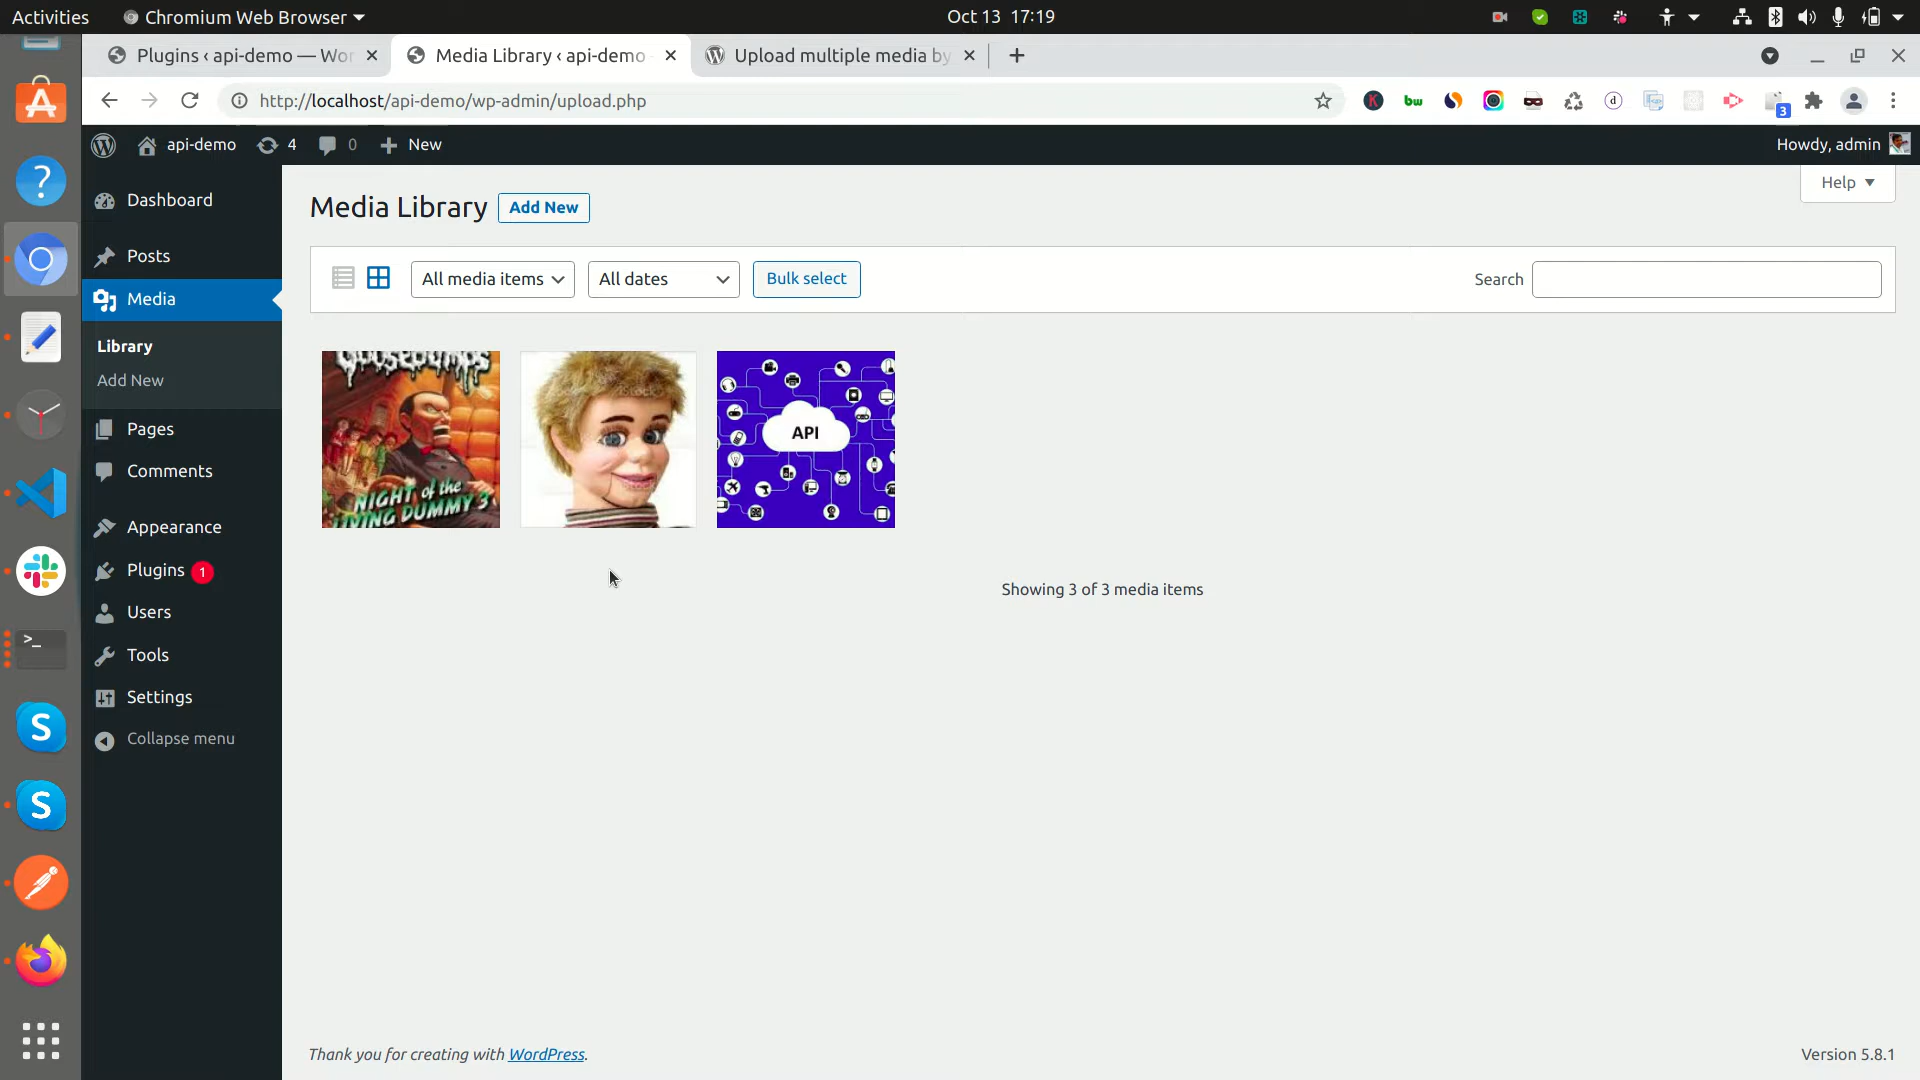 Activities Chromium Web Browser Oct 13 17:19
Plugins ‹ api-demo — Wor Media Library ‹ api-demo Upload multiple media by
http://localhost/api-demo/wp-admin/upload.php
3
api-demo 4 0 New Howdy, admin
Help
Dashboard
Posts
Media
Library
Add New
Pages
Comments
Appearance
Plugins 1
Users
Tools
Settings
Collapse menu
Media Library Add New
All media items All dates Bulk select Search
GOOSEBUMPS
NIGHT of the
LIVING DUMMY 3
API
Showing 3 of 3 media items
Thank you for creating with WordPress.
Version 5.8.1